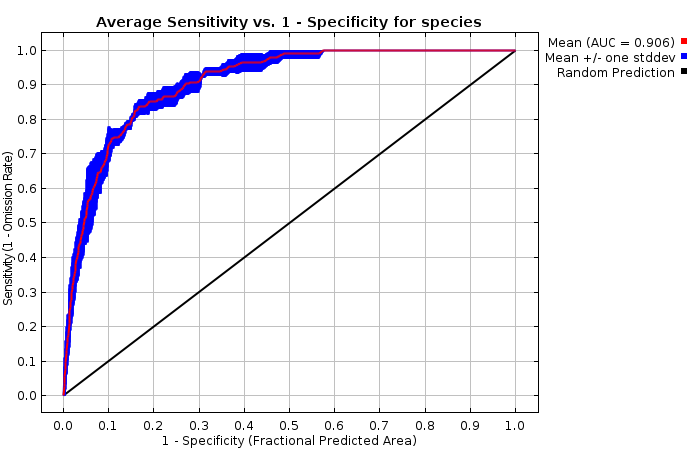 Average Sensitivity vs. 1 - Specificity for species
Mean (AUC = 0.906)
Mean +/- one stddev
Random Prediction
Sensitivity (1 - Omission Rate)
1.0
0.9
0.8
0.7
0.6
0.5
0.4
0.3
0.2
0.1
0.0
0.0 0.1 0.2 0.3 0.4 0.5 0.6 0.7 0.8 0.9 1.0
1 - Specificity (Fractional Predicted Area)